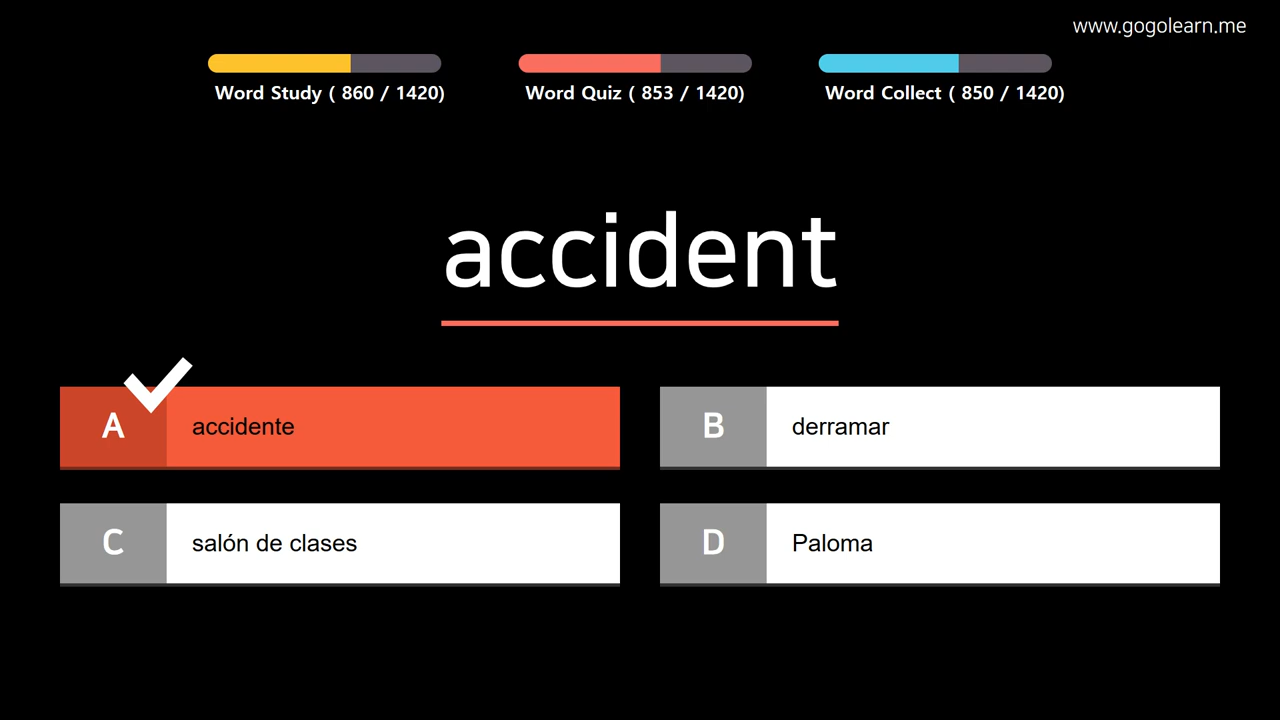 www.gogolearn.me
Word Study ( 860 / 1420)
Word Quiz ( 853 / 1420)
Word Collect ( 850 / 1420)
accident
A accidente
B derramar
C salón de clases
D Paloma